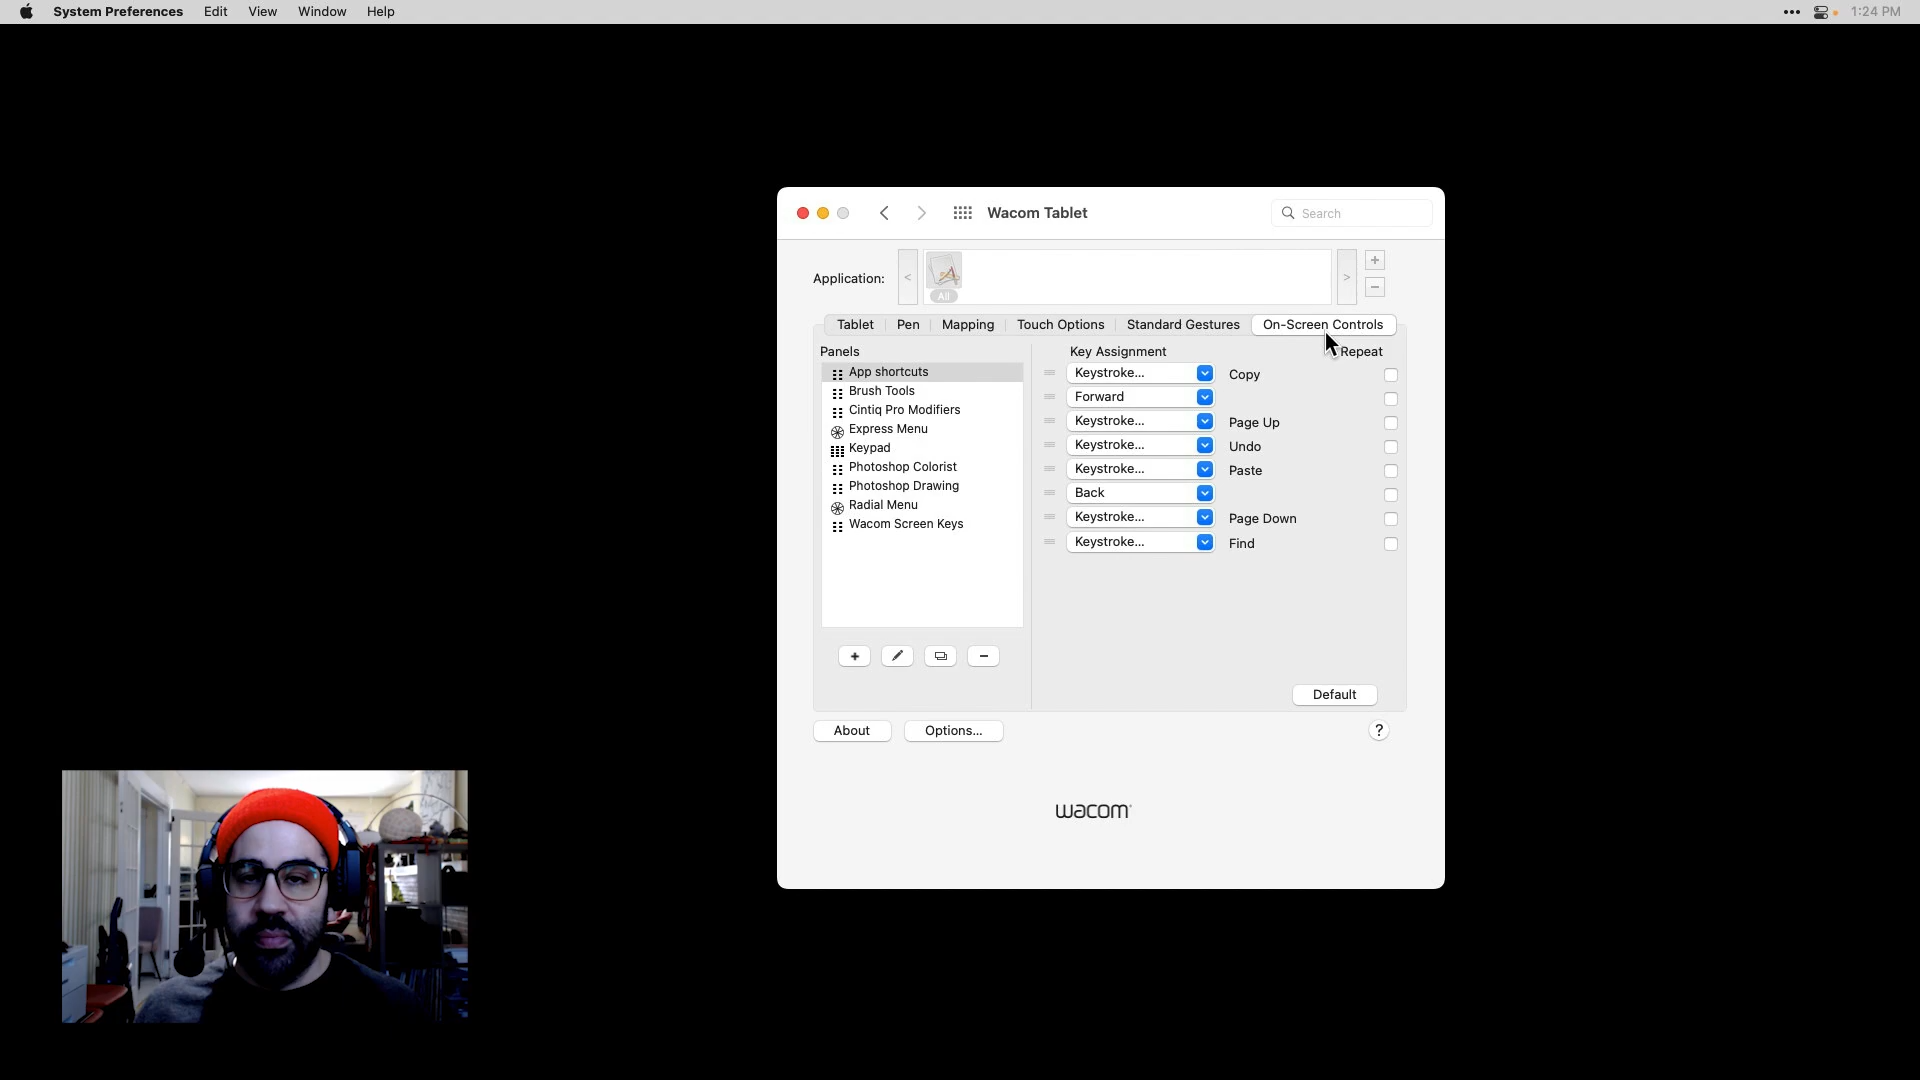 System Preferences Edit View Window Help
1:24 PM
Wacom Tablet
Search
Application:
<
All
>
+
−
Tablet Pen Mapping Touch Options Standard Gestures On-Screen Controls
Panels
App shortcuts
Brush Tools
Cintiq Pro Modifiers
Express Menu
Keypad
Photoshop Colorist
Photoshop Drawing
Radial Menu
Wacom Screen Keys
Key Assignment Repeat
Keystroke... Copy
Forward
Keystroke... Page Up
Keystroke... Undo
Keystroke... Paste
Back
Keystroke... Page Down
Keystroke... Find
+ −
Default
About Options... ?
wacom